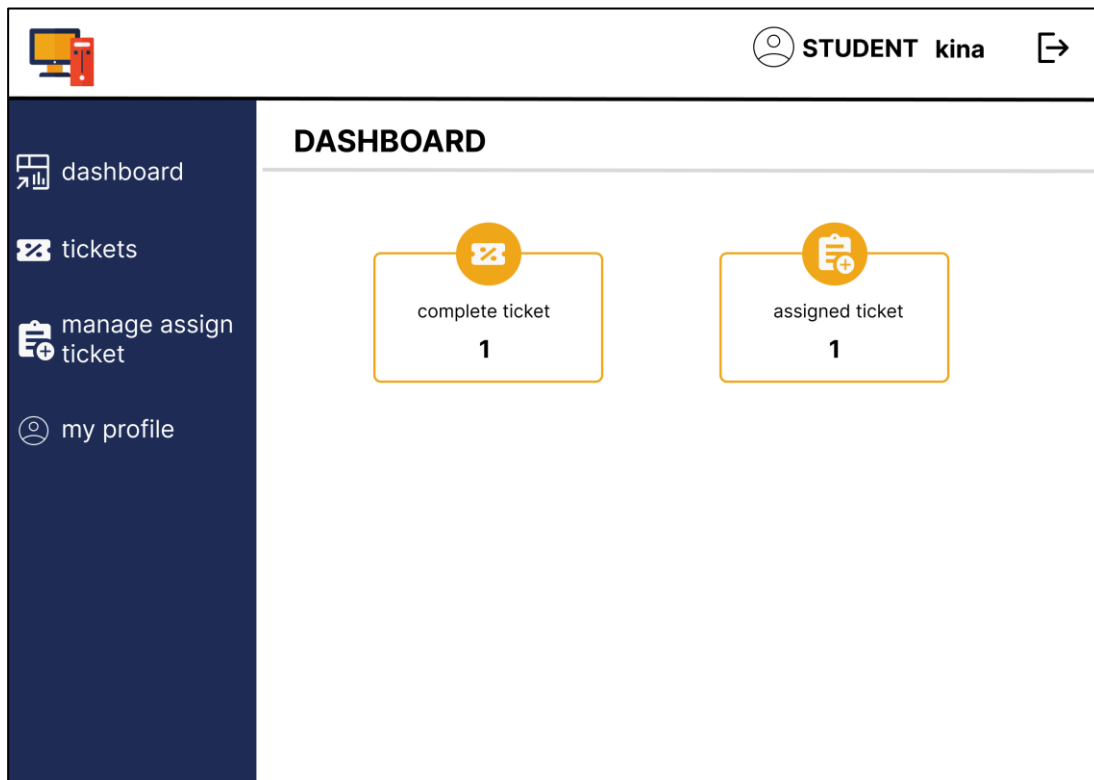 STUDENT kina
DASHBOARD
dashboard
tickets
manage assign
ticket
my profile
complete ticket
1
assigned ticket
1